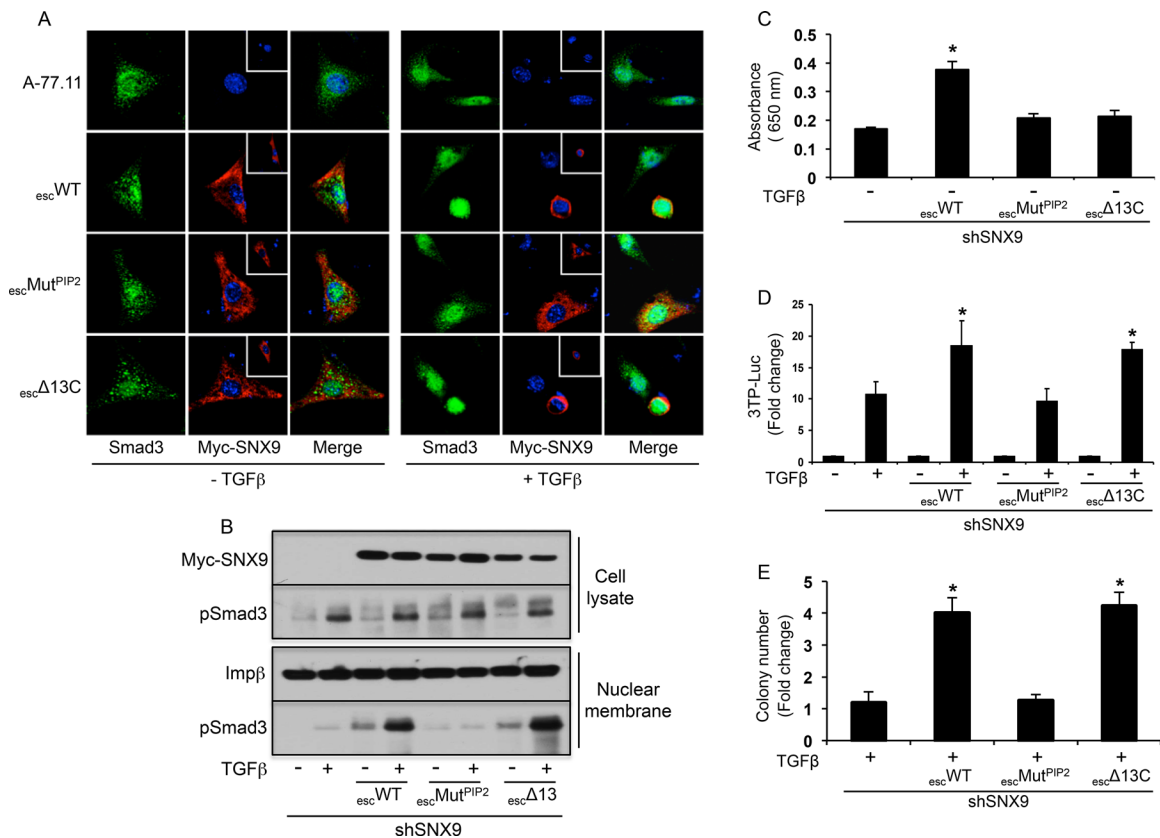 A
A-77.11
escWT
escMutPIP2
escΔ13C
Smad3 Myc-SNX9 Merge Smad3 Myc-SNX9 Merge
- TGFβ + TGFβ
B
Myc-SNX9
pSmad3
Cell
lysate
Impβ
pSmad3
Nuclear
membrane
TGFβ - + - + - + - +
escWT escMutPIP2 escΔ13
shSNX9
C
Absorbance
( 650 nm)
0.5
0.4
0.3
0.2
0.1
0
*
TGFβ - - - -
escWT escMutPIP2 escΔ13C
shSNX9
D
3TP-Luc
(Fold change)
25
20
15
10
5
0
* *
TGFβ - + - + - + - +
escWT escMutPIP2 escΔ13C
shSNX9
E
Colony number
(Fold change)
5
4
3
2
1
0
* *
TGFβ + + + +
escWT escMutPIP2 escΔ13C
shSNX9